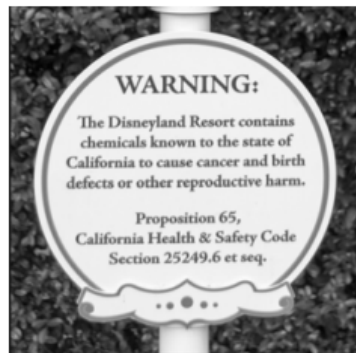 WARNING:
The Disneyland Resort contains
chemicals known to the state of
California to cause cancer and birth
defects or other reproductive harm.
Proposition 65,
California Health & Safety Code
Section 25249.6 et seq.